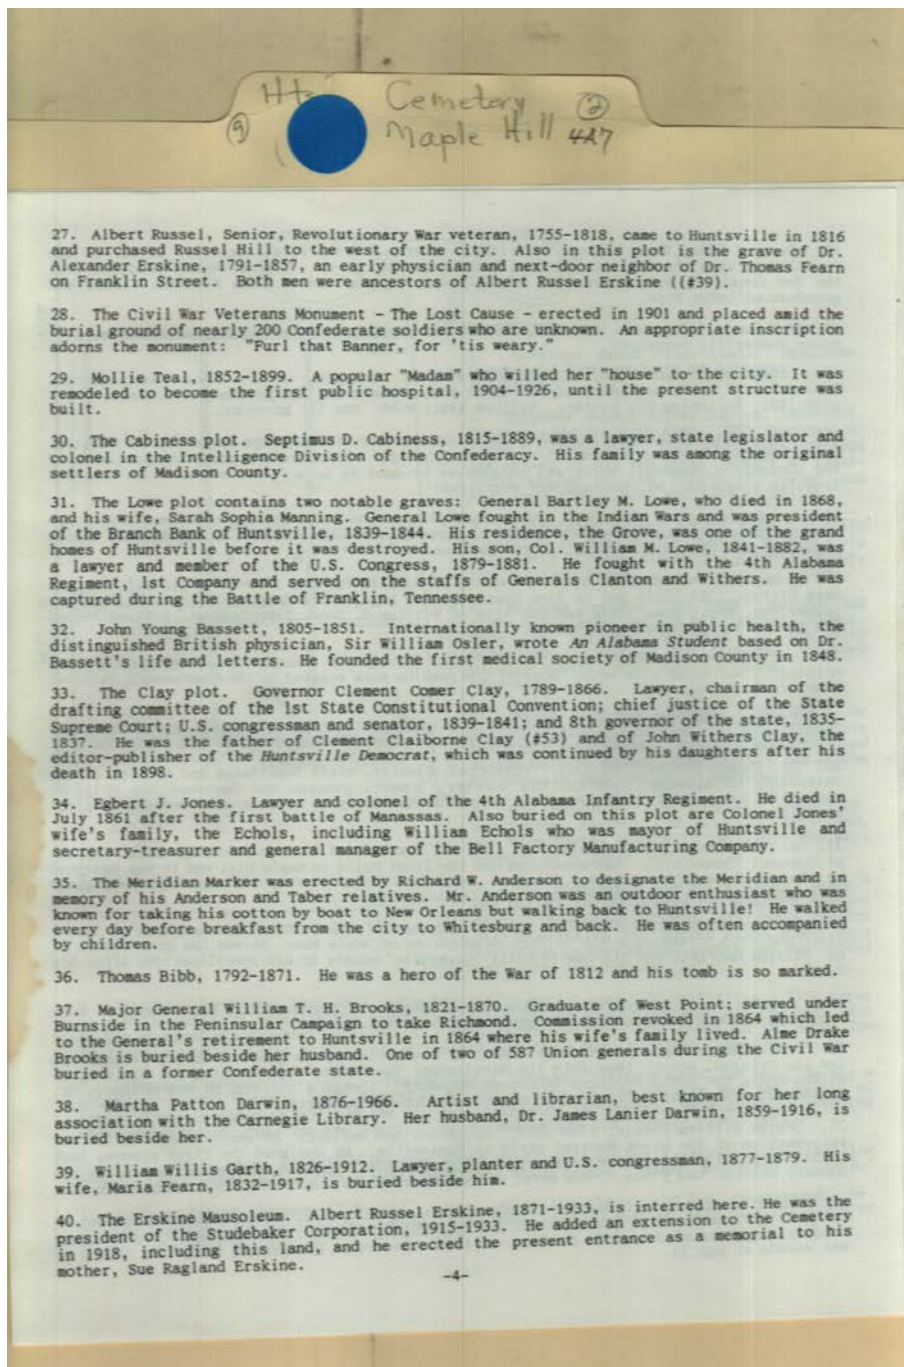 Cemetery
Maple Hill
9
2
4A7
27. Albert Russel, Senior, Revolutionary War veteran, 1755-1818, came to Huntsville in 1816
and purchased Russel Hill to the west of the city. Also in this plot is the grave of Dr.
Alexander Erskine, 1791-1857, an early physician and next-door neighbor of Dr. Thomas Fearn
on Franklin Street. Both men were ancestors of Albert Russel Erskine ((#39).
28. The Civil War Veterans Monument - The Lost Cause - erected in 1901 and placed amid the
burial ground of nearly 200 Confederate soldiers who are unknown. An appropriate inscription
adorns the monument: "Furl that Banner, for 'tis weary."
29. Mollie Teal, 1852-1899. A popular "Madam" who willed her "house" to the city. It was
remodeled to become the first public hospital, 1904-1926, until the present structure was
built.
30. The Cabiness plot. Septimus D. Cabiness, 1815-1889, was a lawyer, state legislator and
colonel in the Intelligence Division of the Confederacy. His family was among the original
settlers of Madison County.
31. The Lowe plot contains two notable graves: General Bartley M. Lowe, who died in 1868,
and his wife, Sarah Sophia Manning. General Lowe fought in the Indian Wars and was president
of the Branch Bank of Huntsville, 1839-1844. His residence, the Grove, was one of the grand
homes of Huntsville before it was destroyed. His son, Col. William M. Lowe, 1841-1882, was
a lawyer and member of the U.S. Congress, 1879-1881. He fought with the 4th Alabama
Regiment, 1st Company and served on the staffs of Generals Clanton and Withers. He was
captured during the Battle of Franklin, Tennessee.
32. John Young Bassett, 1805-1851. Internationally known pioneer in public health, the
distinguished British physician, Sir William Osler, wrote An Alabama Student based on Dr.
Bassett's life and letters. He founded the first medical society of Madison County in 1848.
33. The Clay plot. Governor Clement Comer Clay, 1789-1866. Lawyer, chairman of the
drafting committee of the 1st State Constitutional Convention; chief justice of the State
Supreme Court; U.S. congressman and senator, 1839-1841; and 8th governor of the state, 1835-
1837. He was the father of Clement Claiborne Clay (#53) and of John Withers Clay, the
editor-publisher of the Huntsville Democrat, which was continued by his daughters after his
death in 1898.
34. Egbert J. Jones. Lawyer and colonel of the 4th Alabama Infantry Regiment. He died in
July 1861 after the first battle of Manassas. Also buried on this plot are Colonel Jones'
wife's family, the Echols, including William Echols who was mayor of Huntsville and
secretary-treasurer and general manager of the Bell Factory Manufacturing Company.
35. The Meridian Marker was erected by Richard W. Anderson to designate the Meridian and in
memory of his Anderson and Taber relatives. Mr. Anderson was an outdoor enthusiast who was
known for taking his cotton by boat to New Orleans but walking back to Huntsville! He walked
every day before breakfast from the city to Whitesburg and back. He was often accompanied
by children.
36. Thomas Bibb, 1792-1871. He was a hero of the War of 1812 and his tomb is so marked.
37. Major General William T. H. Brooks, 1821-1870. Graduate of West Point; served under
Burnside in the Peninsular Campaign to take Richmond. Commission revoked in 1864 which led
to the General's retirement to Huntsville in 1864 where his wife's family lived. Alme Drake
Brooks is buried beside her husband. One of two of 587 Union generals during the Civil War
buried in a former Confederate state.
38. Martha Patton Darwin, 1876-1966. Artist and librarian, best known for her long
association with the Carnegie Library. Her husband, Dr. James Lanier Darwin, 1859-1916, is
buried beside her.
39. William Willis Garth, 1826-1912. Lawyer, planter and U.S. congressman, 1877-1879. His
wife, Maria Fearn, 1832-1917, is buried beside him.
40. The Erskine Mausoleum. Albert Russel Erskine, 1871-1933, is interred here. He was the
president of the Studebaker Corporation, 1915-1933. He added an extension to the Cemetery
in 1918, including this land, and he erected the present entrance as a memorial to his
mother, Sue Ragland Erskine.
-4-